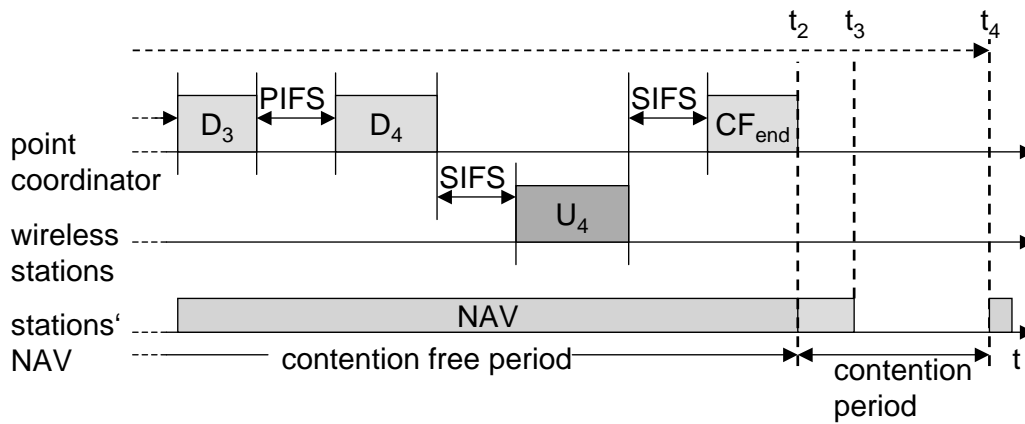 t2 t3 t4
PIFS SIFS
D3 D4 CFend
point
coordinator
SIFS
U4
wireless
stations
NAV
stations‘
NAV
contention free period
t
contention
period